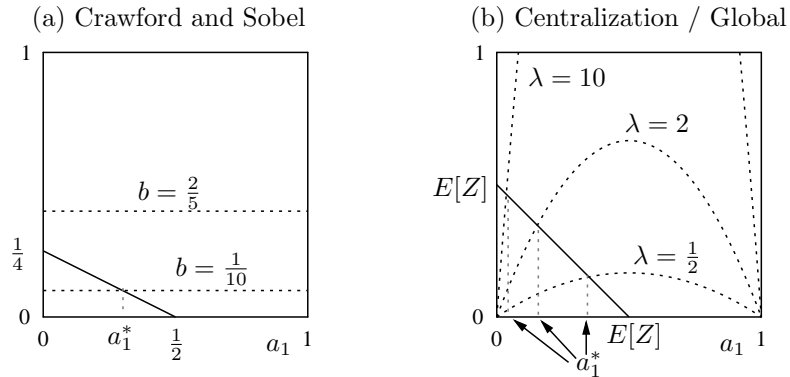 (a) Crawford and Sobel
1
b = 2/5
1/4
b = 1/10
0
0
a₁*
1/2
a₁
1
(b) Centralization / Global
1
λ = 10
λ = 2
E[Z]
λ = 1/2
0
0
E[Z]
a₁
1
a₁*